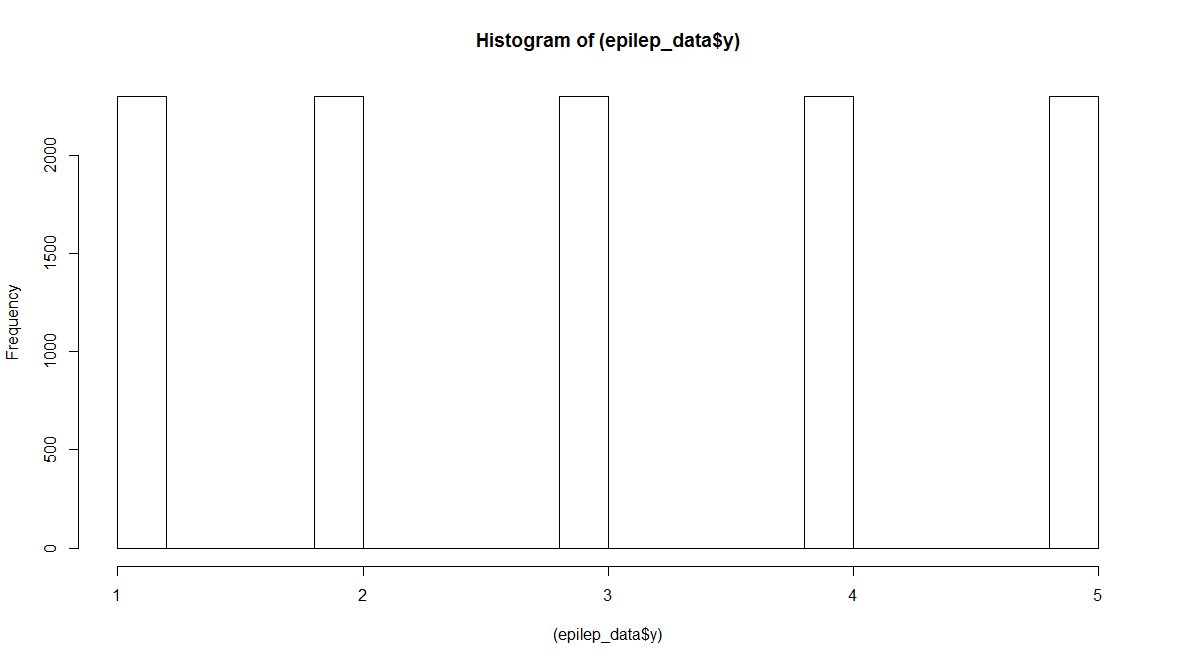 Histogram of (epilep_data$y)
Frequency
2000
1500
1000
500
0
1 2 3 4 5
(epilep_data$y)